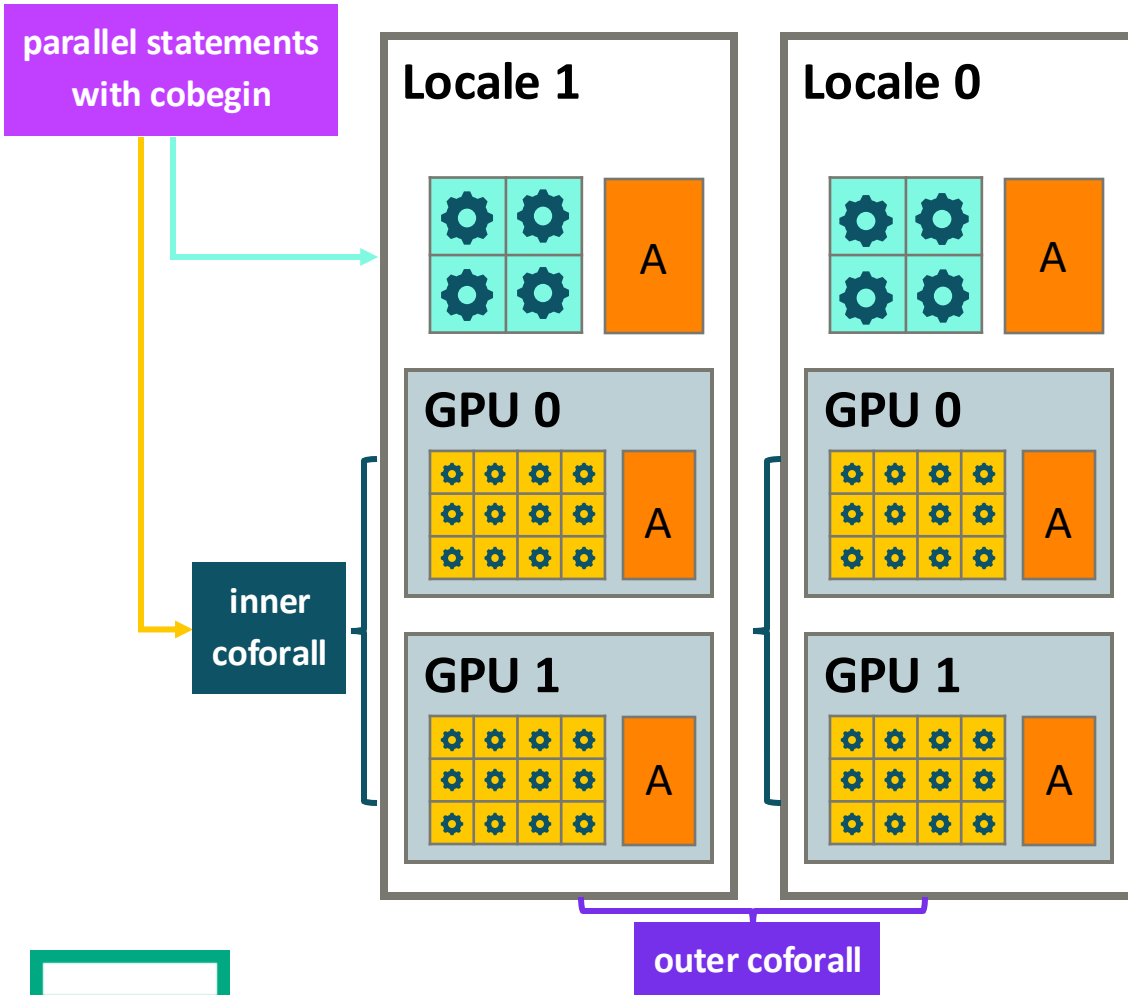 parallel statements
with cobegin
Locale 1
A
GPU 0
A
GPU 1
A
Locale 0
A
GPU 0
A
GPU 1
A
inner
coforall
outer coforall